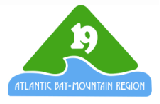 19
ATLANTIC BAY-MOUNTAIN REGION